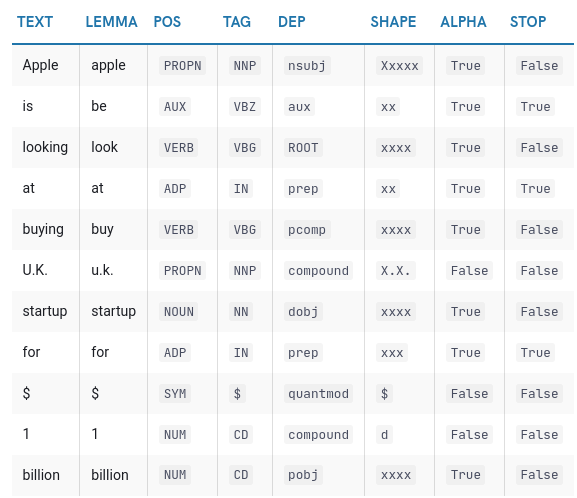 TEXT LEMMA POS TAG DEP SHAPE ALPHA STOP
Apple apple PROPN NNP nsubj Xxxxx True False
is be AUX VBZ aux xx True True
looking look VERB VBG ROOT xxxx True False
at at ADP IN prep xx True True
buying buy VERB VBG pcomp xxxx True False
U.K. u.k. PROPN NNP compound X.X. False False
startup startup NOUN NN dobj xxxx True False
for for ADP IN prep xxx True True
$ $ SYM $ quantmod $ False False
1 1 NUM CD compound d False False
billion billion NUM CD pobj xxxx True False